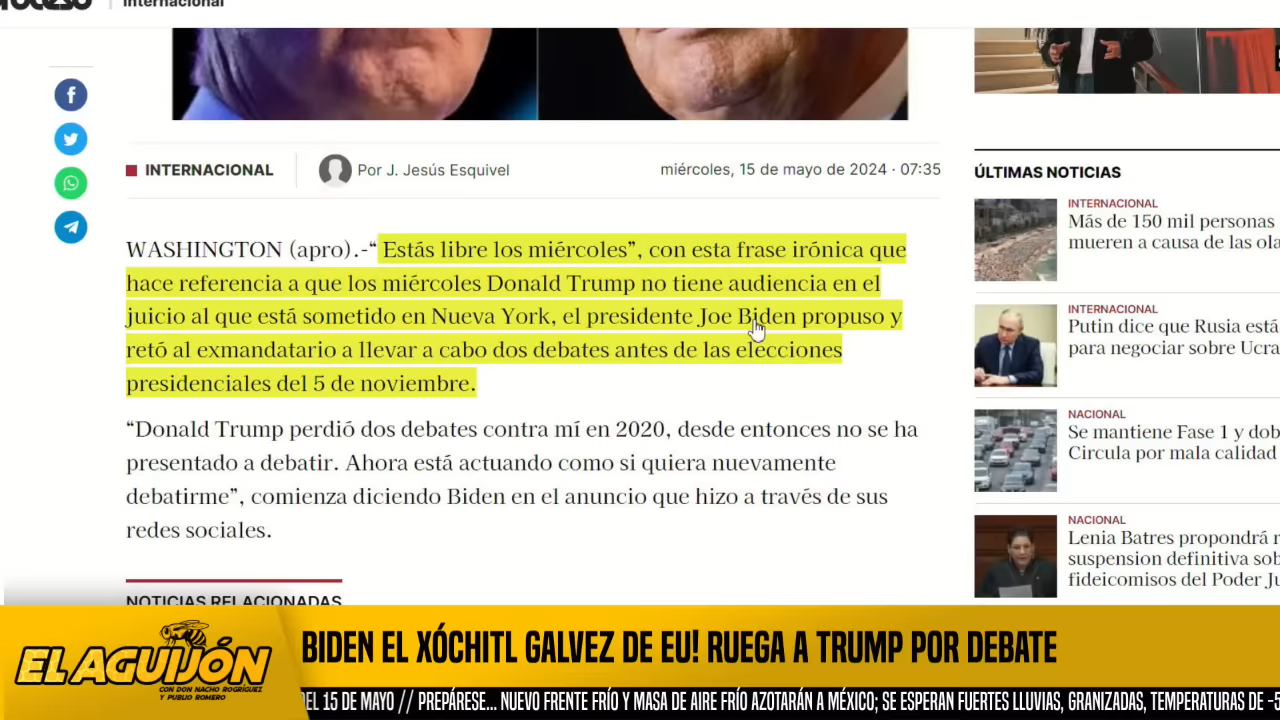 proceso
Internacional
INTERNACIONAL
Por J. Jesús Esquivel
miércoles, 15 de mayo de 2024 · 07:35
WASHINGTON (apro).-“ Estás libre los miércoles”, con esta frase irónica que
hace referencia a que los miércoles Donald Trump no tiene audiencia en el
juicio al que está sometido en Nueva York, el presidente Joe Biden propuso y
retó al exmandatario a llevar a cabo dos debates antes de las elecciones
presidenciales del 5 de noviembre.
“Donald Trump perdió dos debates contra mí en 2020, desde entonces no se ha
presentado a debatir. Ahora está actuando como si quiera nuevamente
debatirme”, comienza diciendo Biden en el anuncio que hizo a través de sus
redes sociales.
NOTICIAS RELACIONADAS
ÚLTIMAS NOTICIAS
INTERNACIONAL
Más de 150 mil personas
mueren a causa de las ola
INTERNACIONAL
Putin dice que Rusia está
para negociar sobre Ucra
NACIONAL
Se mantiene Fase 1 y dob
Circula por mala calidad
NACIONAL
Lenia Batres propondrá r
suspension definitiva sob
fideicomisos del Poder Ju
EL AGUIJÓN
CON DON NACHO RODRÍGUEZ
Y PUBLIO ROMERO
BIDEN EL XÓCHITL GALVEZ DE EU! RUEGA A TRUMP POR DEBATE
DEL 15 DE MAYO // PREPÁRESE... NUEVO FRENTE FRÍO Y MASA DE AIRE FRÍO AZOTARÁN A MÉXICO; SE ESPERAN FUERTES LLUVIAS, GRANIZADAS, TEMPERATURAS DE -5